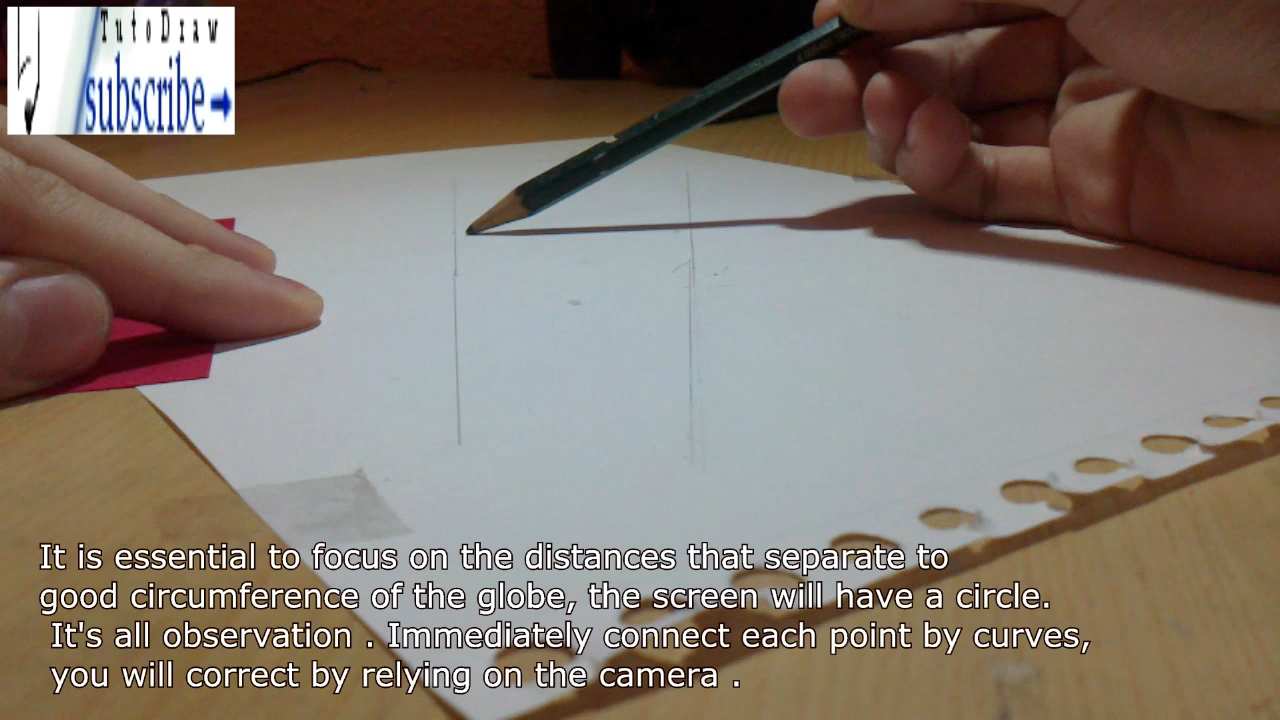 TutoDraw
subscribe
It is essential to focus on the distances that separate to
good circumference of the globe, the screen will have a circle.
It's all observation . Immediately connect each point by curves,
you will correct by relying on the camera .